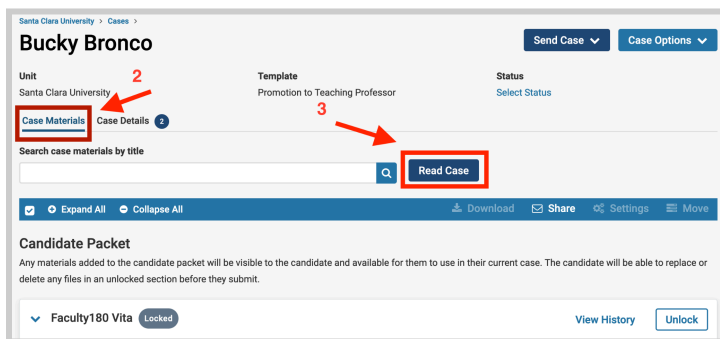 Santa Clara University > Cases >
Bucky Bronco
Send Case
Case Options
Unit
Template
Status
2
Santa Clara University
Promotion to Teaching Professor
Select Status
3
Case Materials
Case Details 2
Search case materials by title
Read Case
Expand All
Collapse All
Download
Share
Settings
Move
Candidate Packet
Any materials added to the candidate packet will be visible to the candidate and available for them to use in their current case. The candidate will be able to replace or
delete any files in an unlocked section before they submit.
Faculty180 Vita
Locked
View History
Unlock